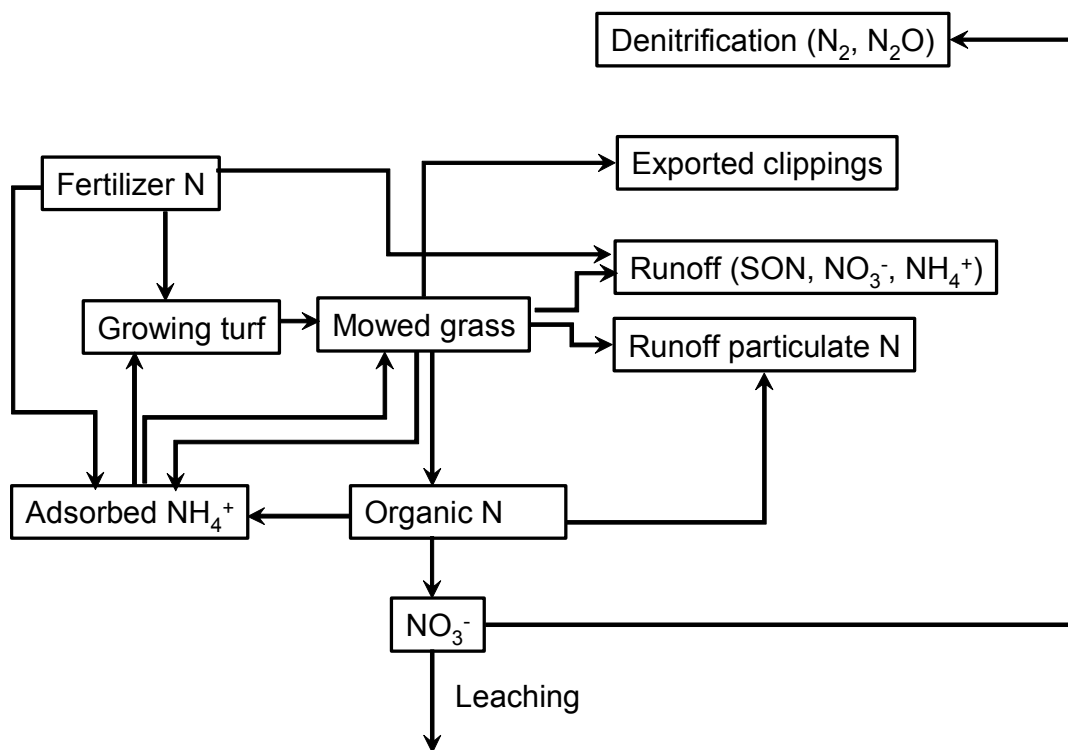 Denitrification (N₂, N₂O)
Exported clippings
Fertilizer N
Runoff (SON, NO₃⁻, NH₄⁺)
Growing turf
Mowed grass
Runoff particulate N
Adsorbed NH₄⁺
Organic N
NO₃⁻
Leaching